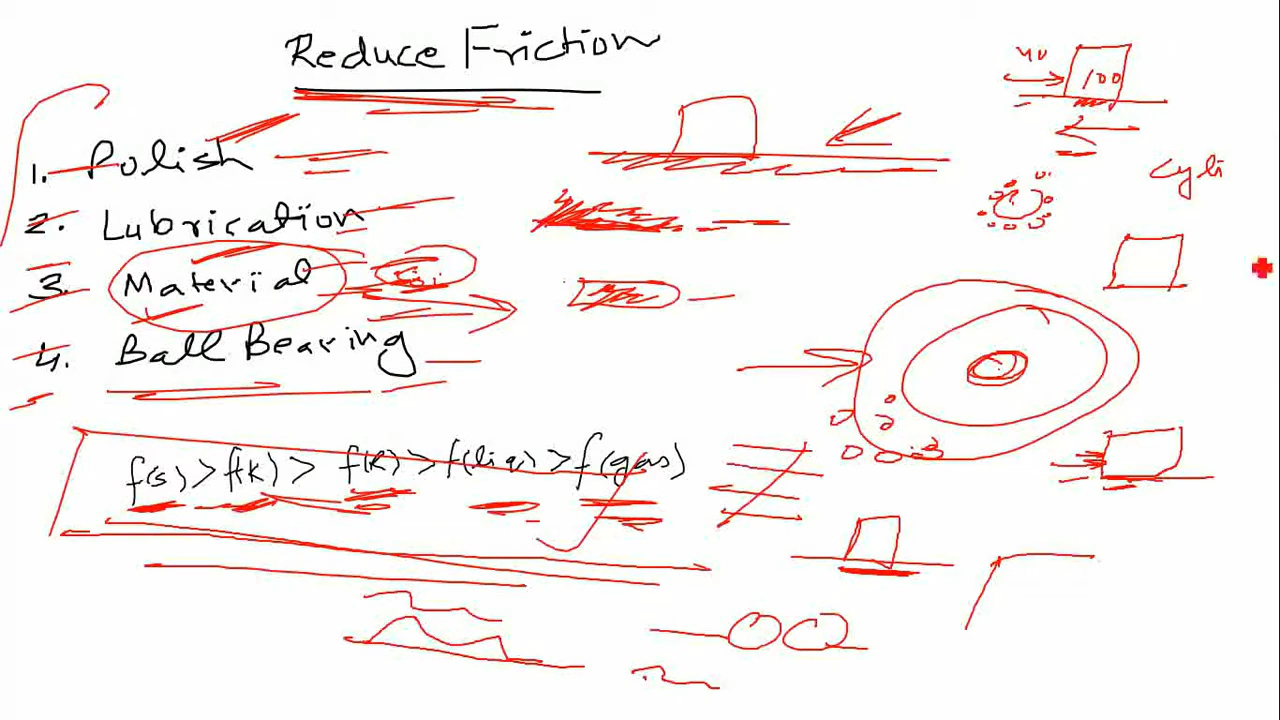 Reduce Friction
40
100
1. Polish
Cyli
2. Lubrication
3. Material
4. Ball Bearing
f(s) > f(k) > f(R) > f(liq) > f(gas)